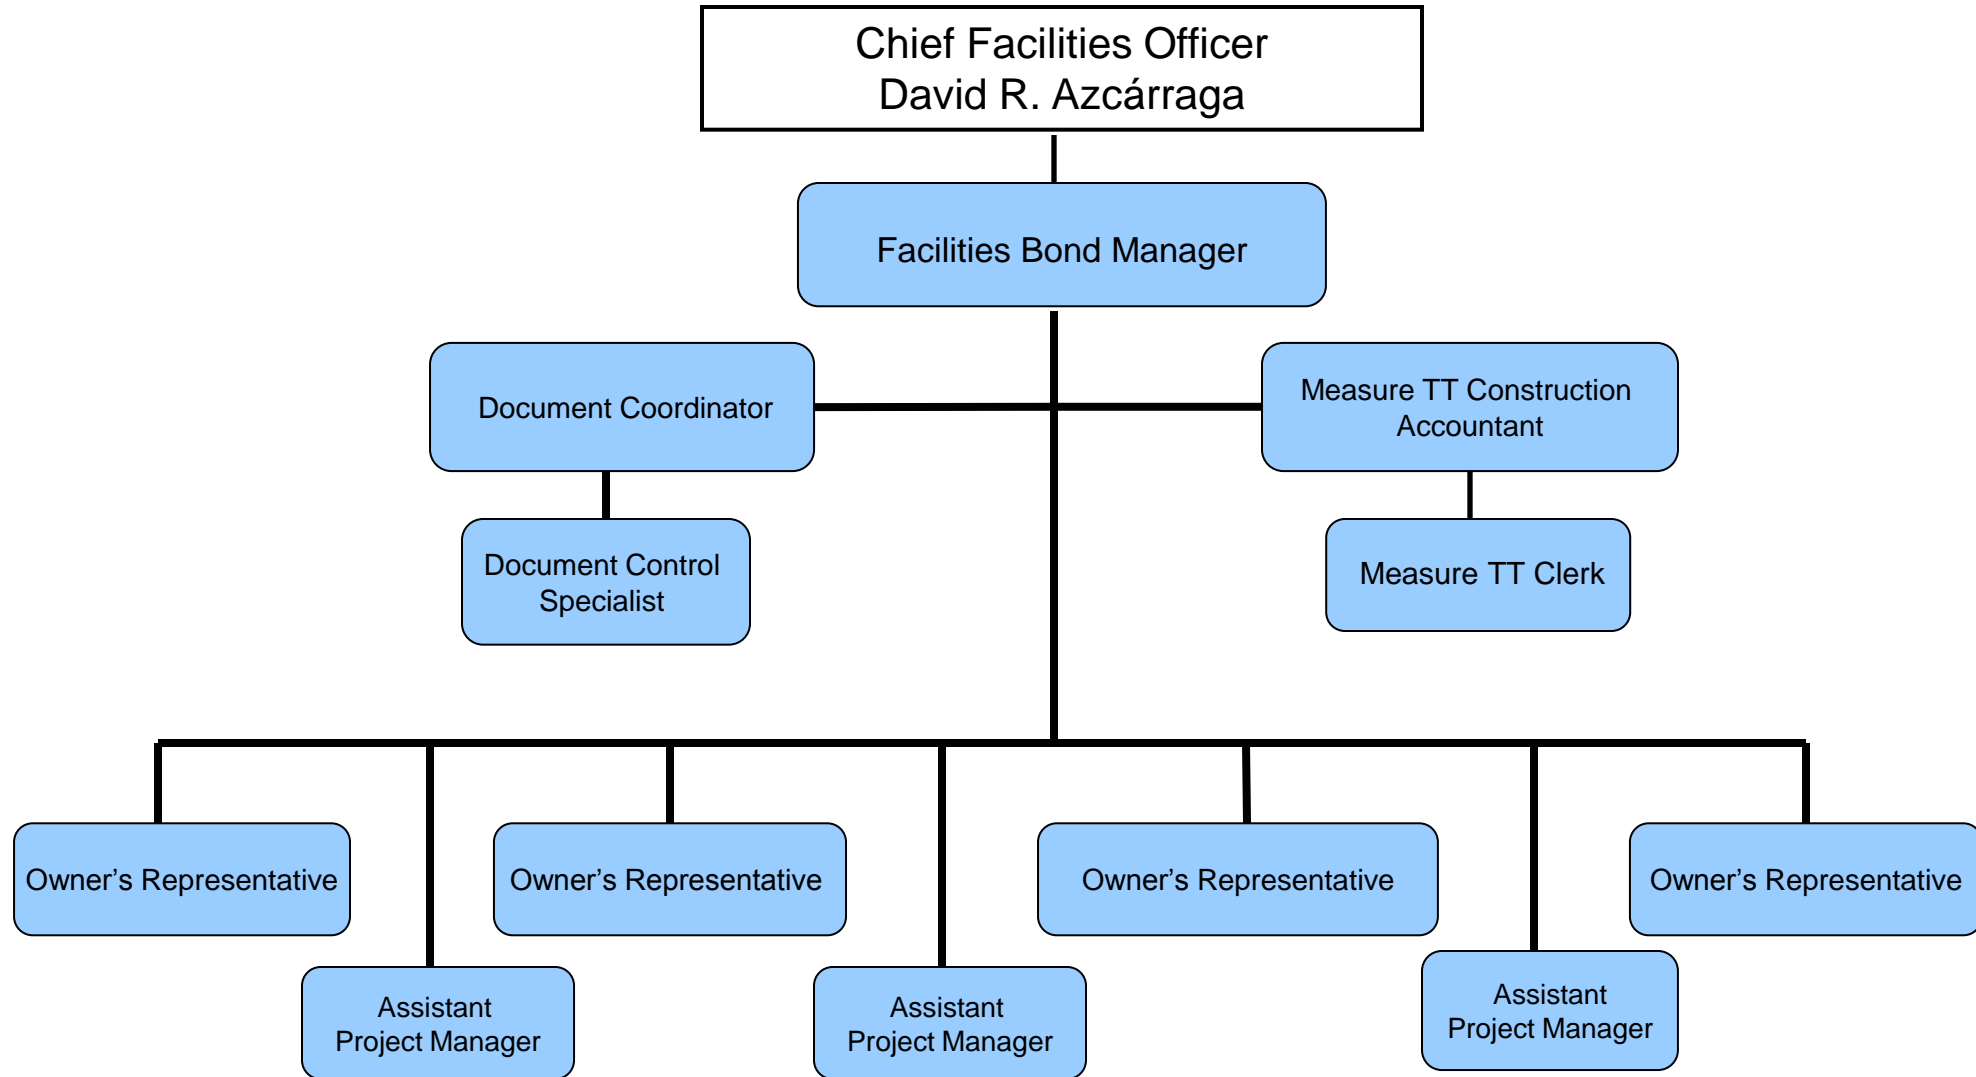 Chief Facilities Officer
David R. Azcárraga
Facilities Bond Manager
Document Coordinator
Measure TT Construction
Accountant
Document Control
Specialist
Measure TT Clerk
Owner’s Representative
Owner’s Representative
Owner’s Representative
Owner’s Representative
Assistant
Project Manager
Assistant
Project Manager
Assistant
Project Manager